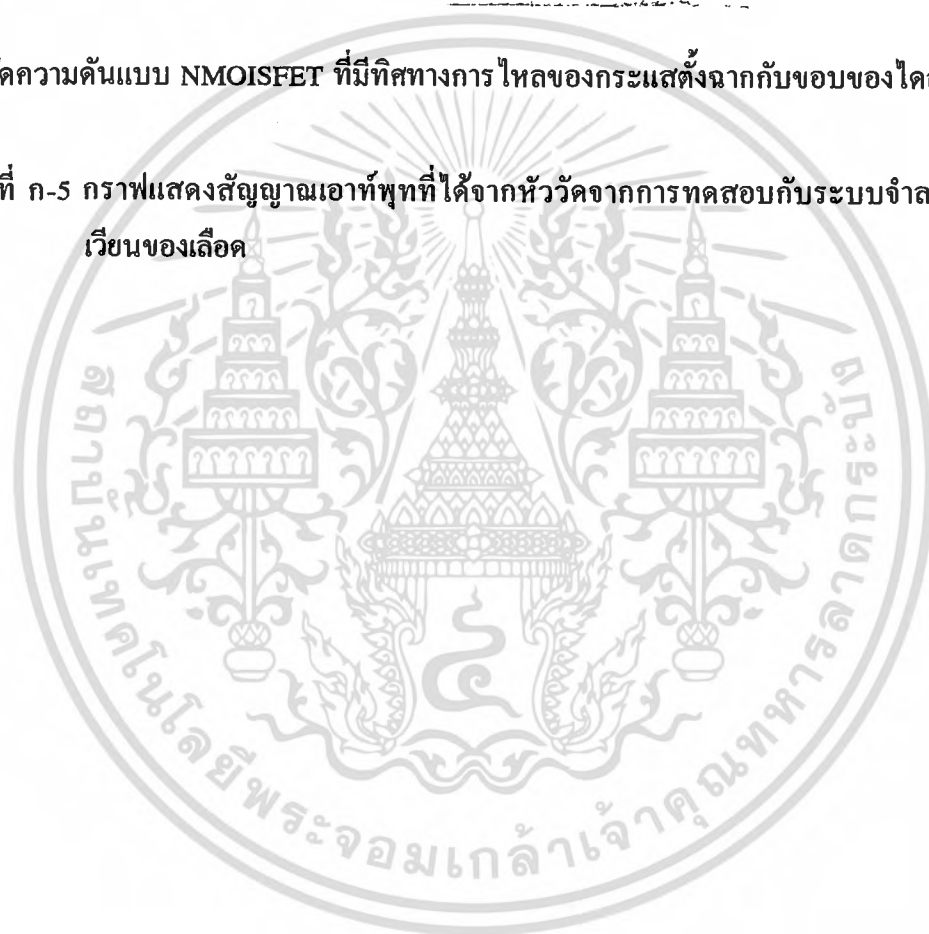 ัดความดันแบบ NMOISFET ที่มีทิศทางการไหลของกระแสตั้งฉากกับขอบของไดอ
ที่ ก-5 กราฟแสดงสัญญาณเอาท์พุทที่ได้จากหัววัดจากการทดสอบกับระบบจำล
เวียนของเลือด
สถาบันเทคโนโลยีพระจอมเกล้าเจ้าคุณทหารลาดกระบัง